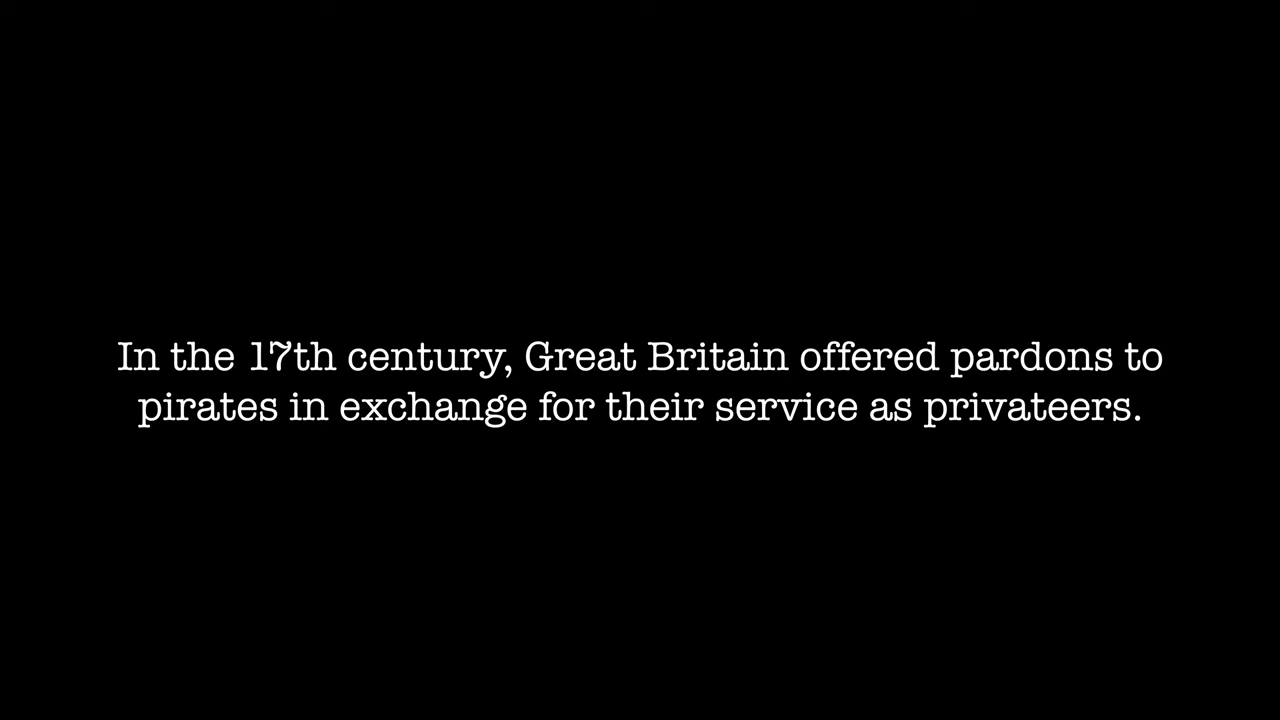 In the 17th century, Great Britain offered pardons to
pirates in exchange for their service as privateers.